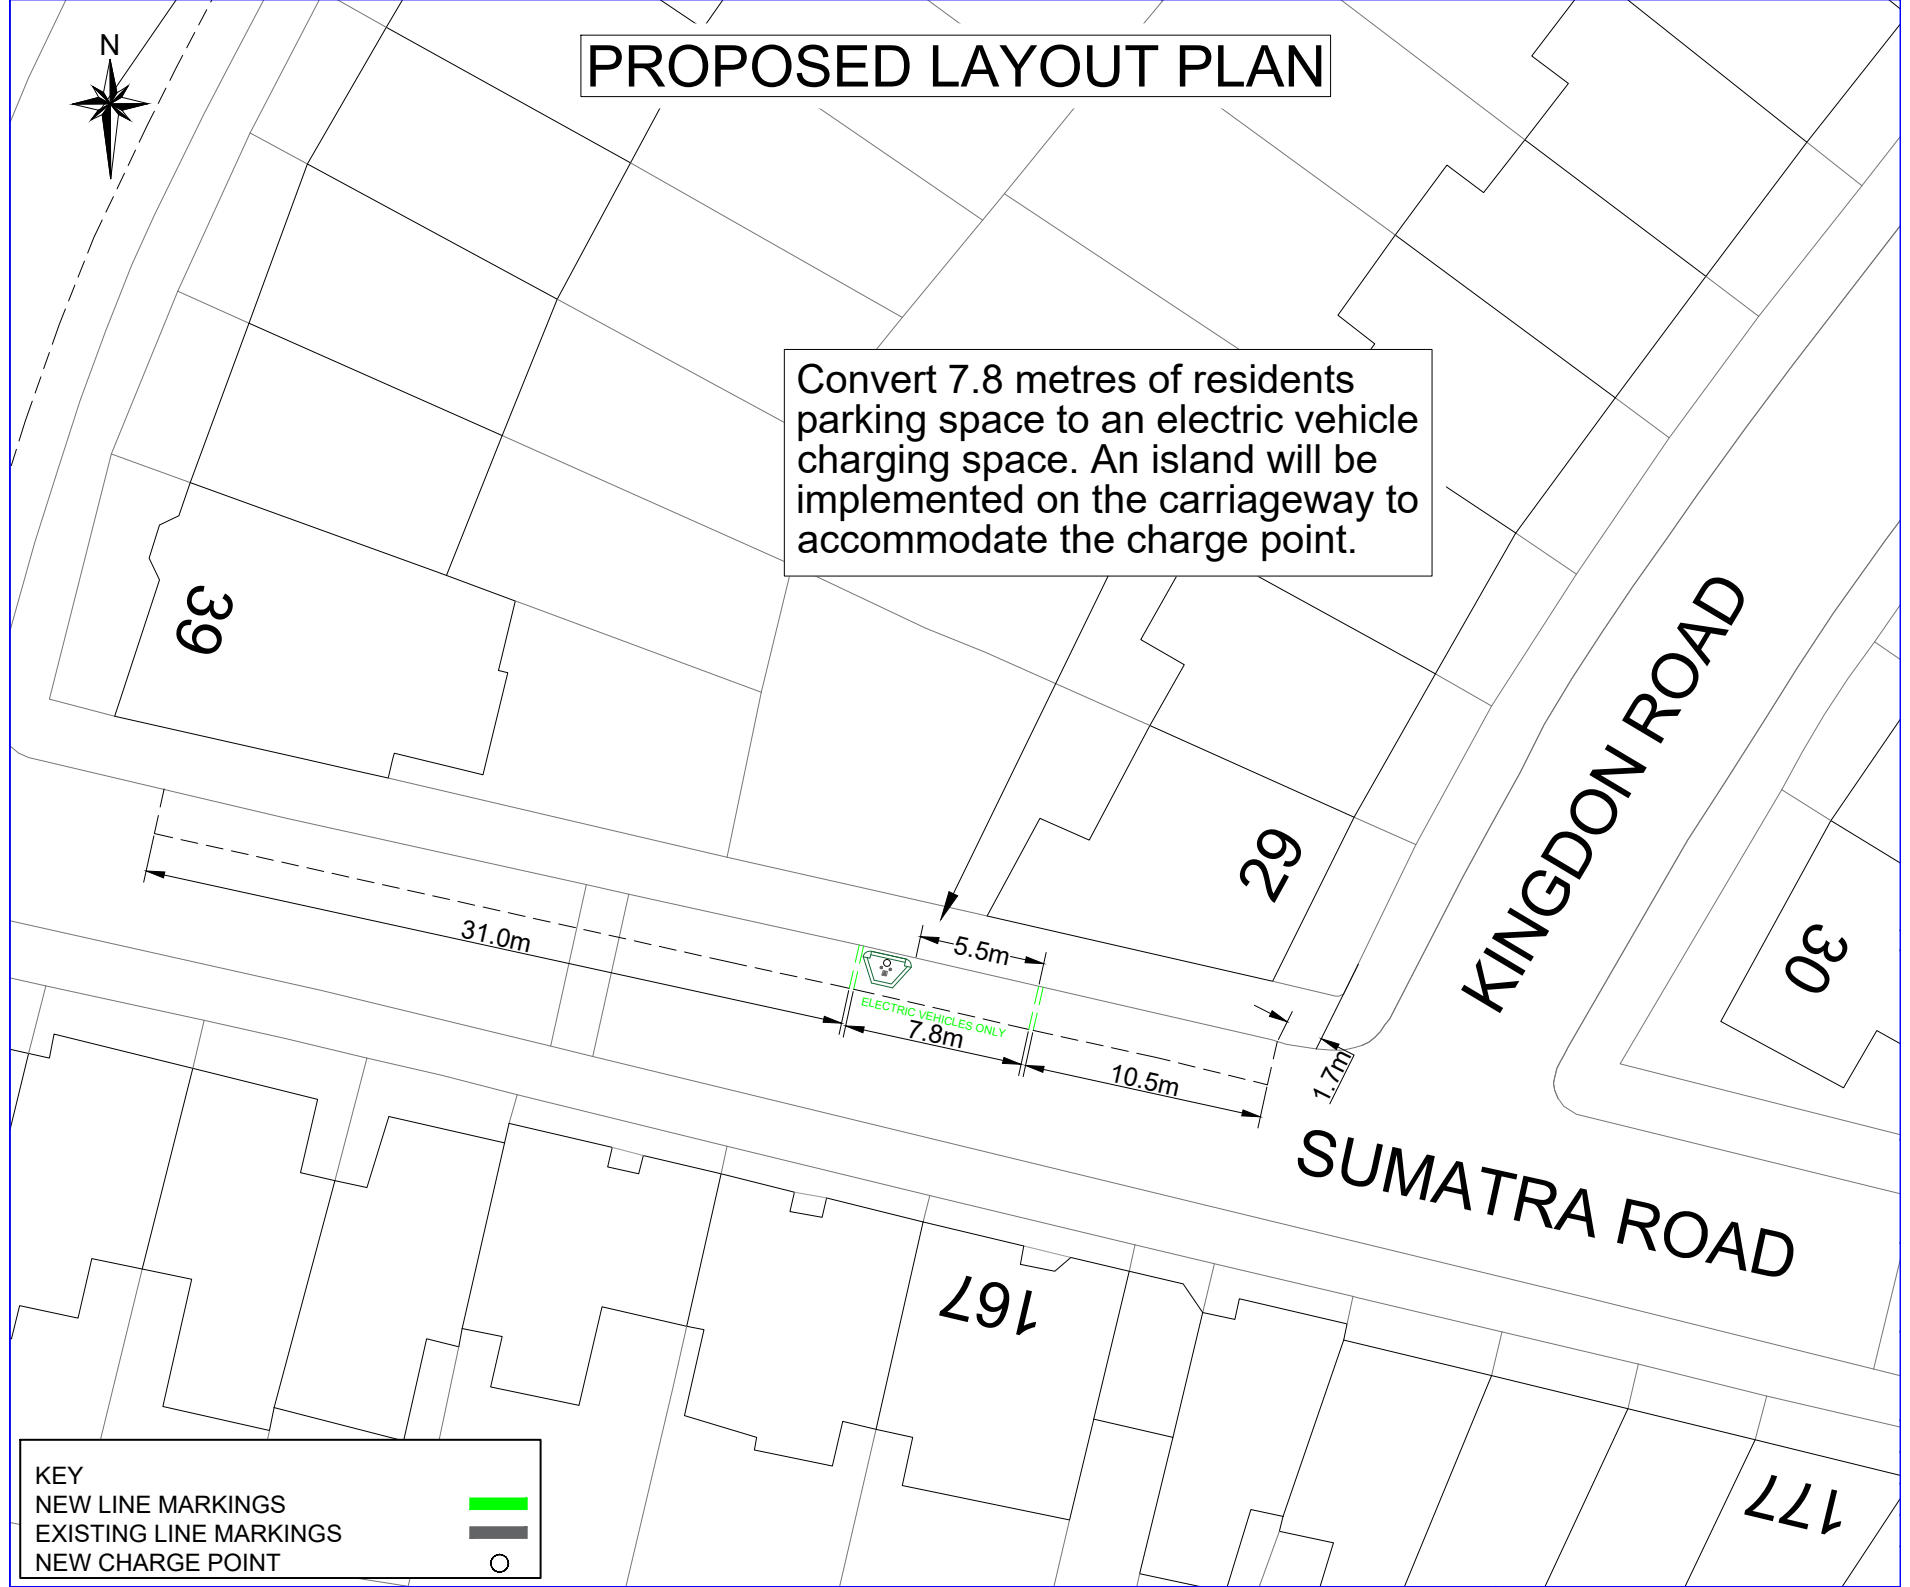 N
PROPOSED LAYOUT PLAN
Convert 7.8 metres of residents
parking space to an electric vehicle
charging space. An island will be
implemented on the carriageway to
accommodate the charge point.
39
29
KINGDON ROAD
30
31.0m
5.5m
ELECTRIC VEHICLES ONLY
7.8m
10.5m
1.7m
SUMATRA ROAD
167
177
KEY
NEW LINE MARKINGS
EXISTING LINE MARKINGS
NEW CHARGE POINT